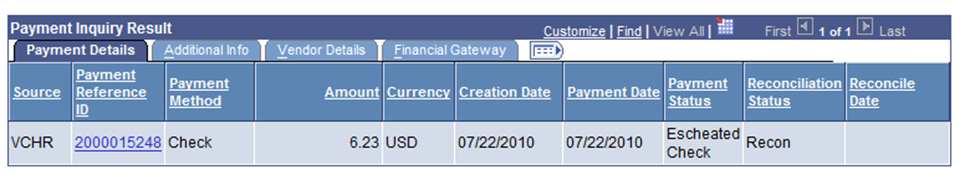 Payment Inquiry Result
Customize | Find | View All | First 1 of 1 Last
Payment Details Additional Info Vendor Details Financial Gateway
Source Payment Reference ID Payment Method Amount Currency Creation Date Payment Date Payment Status Reconciliation Status Reconcile Date
VCHR 2000015248 Check 6.23 USD 07/22/2010 07/22/2010 Escheated Check Recon